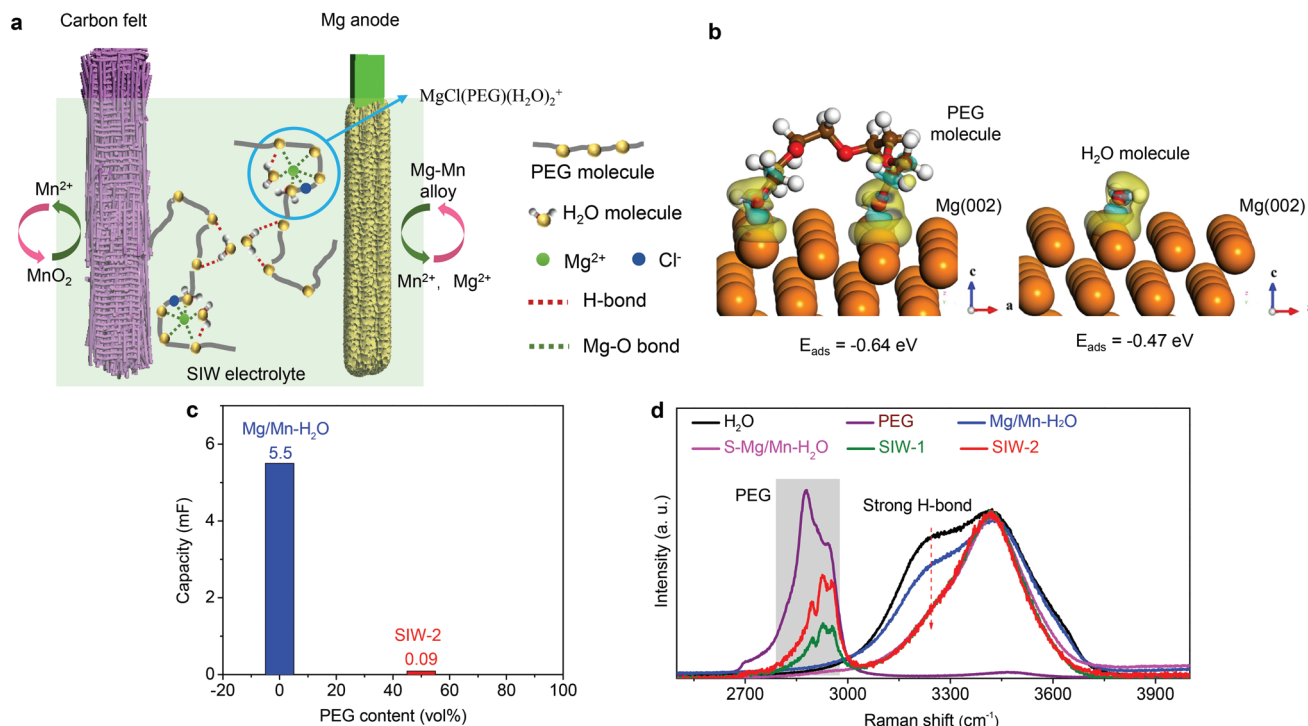 a
Carbon felt
Mg anode
MgCl(PEG)(H₂O)₂⁺
PEG molecule
H₂O molecule
Mg²⁺
Cl⁻
H-bond
Mg-O bond
Mn²⁺
MnO₂
Mg-Mn
alloy
Mn²⁺, Mg²⁺
SIW electrolyte
b
PEG
molecule
H₂O molecule
Mg(002)
Mg(002)
c
a
c
E_ads = -0.64 eV
E_ads = -0.47 eV
c
Mg/Mn-H₂O
5.5
SIW-2
0.09
Capacity (mF)
6
4
2
0
-20 0 20 40 60 80 100
PEG content (vol%)
d
H₂O PEG Mg/Mn-H₂O
S-Mg/Mn-H₂O SIW-1 SIW-2
PEG
Strong H-bond
Intensity (a. u.)
2700 3000 3300 3600 3900
Raman shift (cm⁻¹)